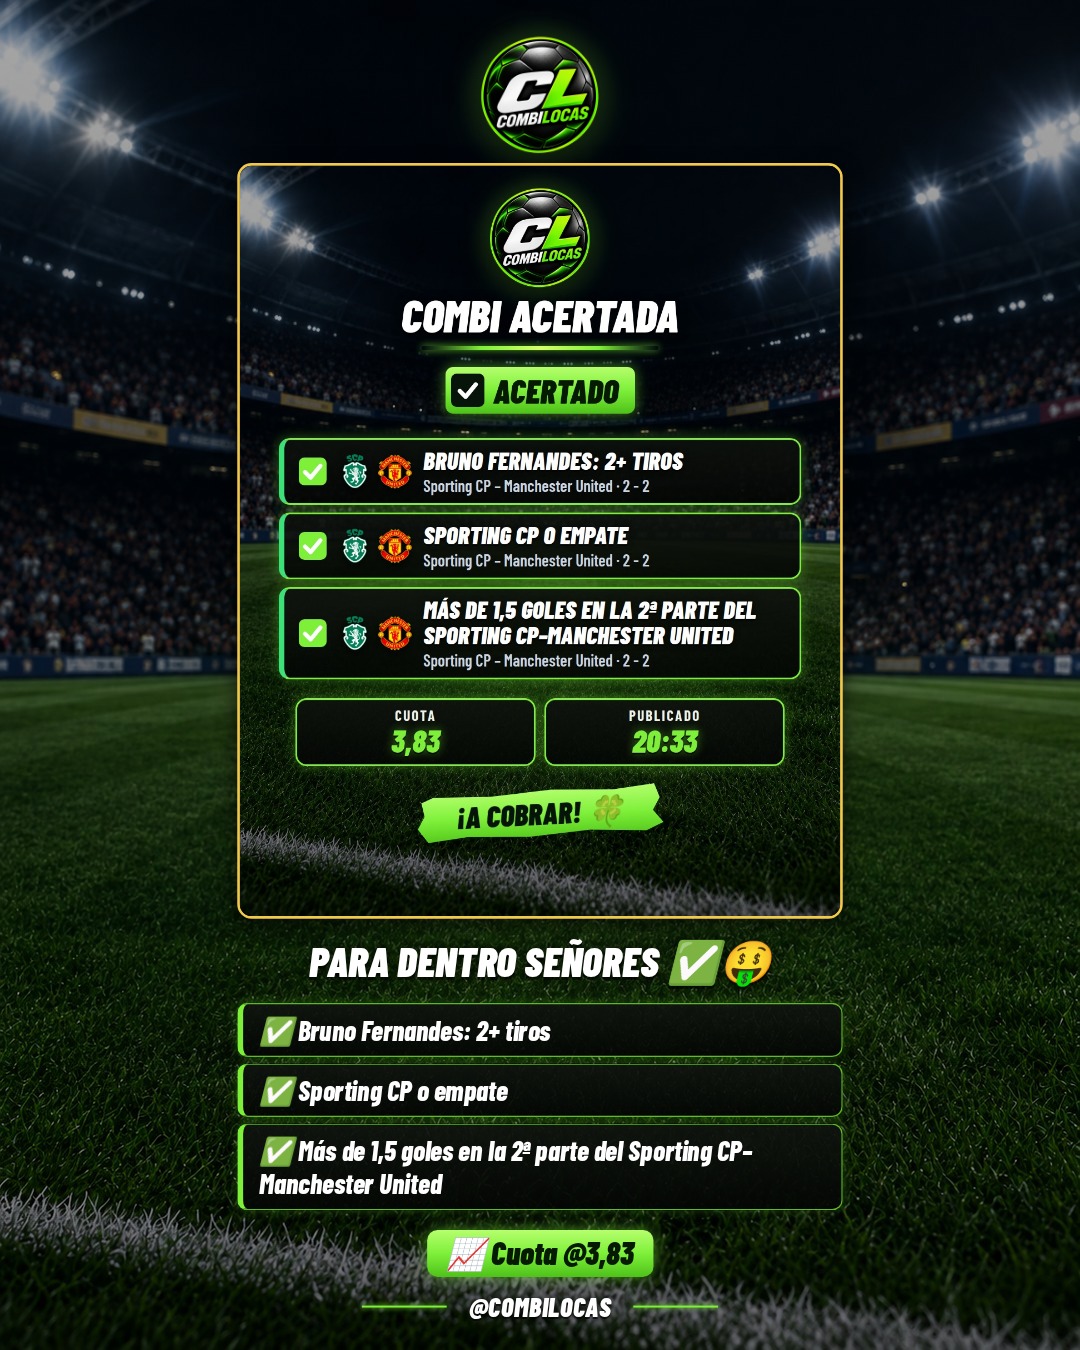 CL
COMBILOCAS
CL
COMBILOCAS
COMBI ACERTADA
✅ ACERTADO
BRUNO FERNANDES: 2+ TIROS
Sporting CP – Manchester United · 2 - 2
SPORTING CP O EMPATE
Sporting CP – Manchester United · 2 - 2
MÁS DE 1,5 GOLES EN LA 2ª PARTE DEL
SPORTING CP–MANCHESTER UNITED
Sporting CP – Manchester United · 2 - 2
CUOTA
3,83
PUBLICADO
20:33
¡A COBRAR! 🍀
PARA DENTRO SEÑORES ✅🤑
✅ Bruno Fernandes: 2+ tiros
✅ Sporting CP o empate
✅ Más de 1,5 goles en la 2ª parte del Sporting CP–
Manchester United
📈 Cuota @3,83
@COMBILOCAS